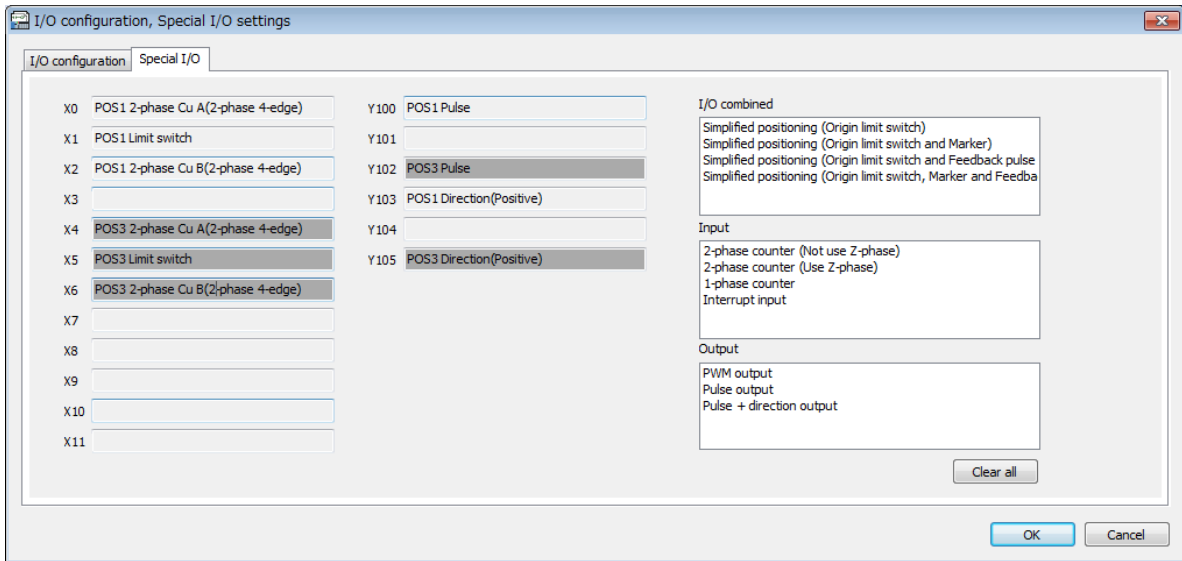 I/O configuration, Special I/O settings
I/O configuration
Special I/O
X0 POS1 2-phase Cu A(2-phase 4-edge)
X1 POS1 Limit switch
X2 POS1 2-phase Cu B(2-phase 4-edge)
X3
X4 POS3 2-phase Cu A(2-phase 4-edge)
X5 POS3 Limit switch
X6 POS3 2-phase Cu B(2-phase 4-edge)
X7
X8
X9
X10
X11
Y100 POS1 Pulse
Y101
Y102 POS3 Pulse
Y103 POS1 Direction(Positive)
Y104
Y105 POS3 Direction(Positive)
I/O combined
Simplified positioning (Origin limit switch)
Simplified positioning (Origin limit switch and Marker)
Simplified positioning (Origin limit switch and Feedback pulse
Simplified positioning (Origin limit switch, Marker and Feedba
Input
2-phase counter (Not use Z-phase)
2-phase counter (Use Z-phase)
1-phase counter
Interrupt input
Output
PWM output
Pulse output
Pulse + direction output
Clear all
OK
Cancel